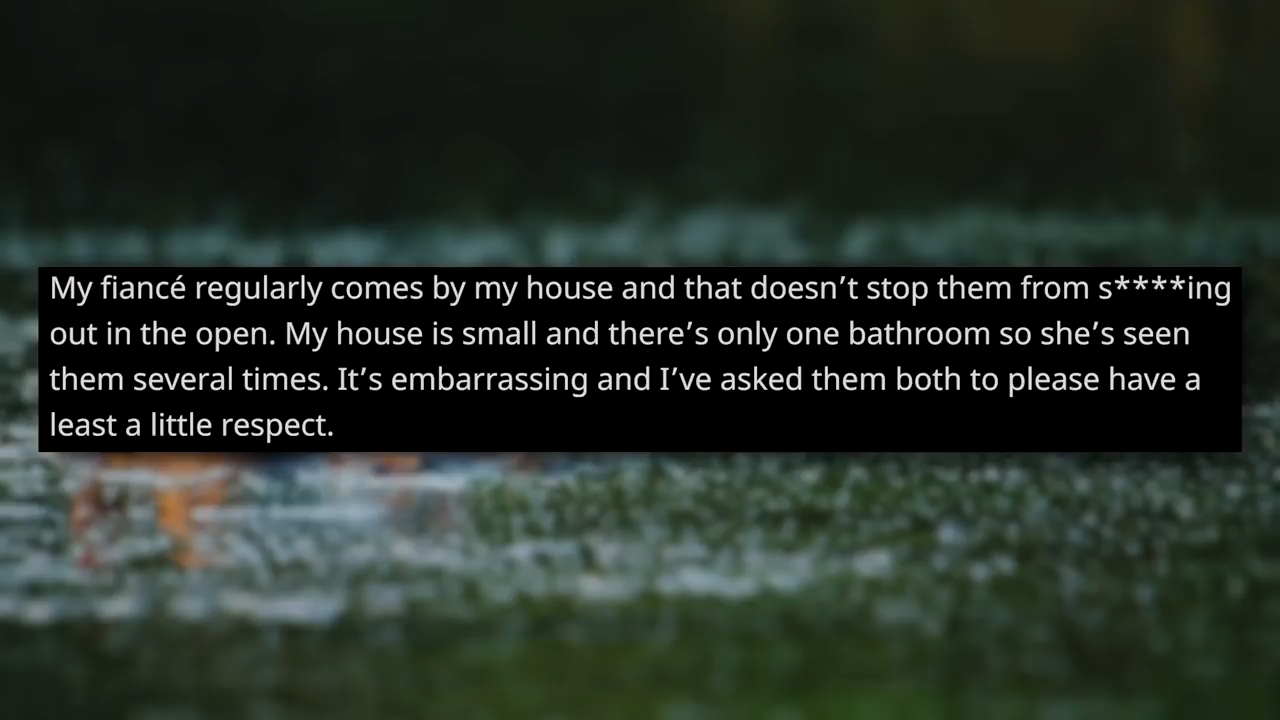 My fiancé regularly comes by my house and that doesn’t stop them from s****ing
out in the open. My house is small and there’s only one bathroom so she’s seen
them several times. It’s embarrassing and I’ve asked them both to please have a
least a little respect.